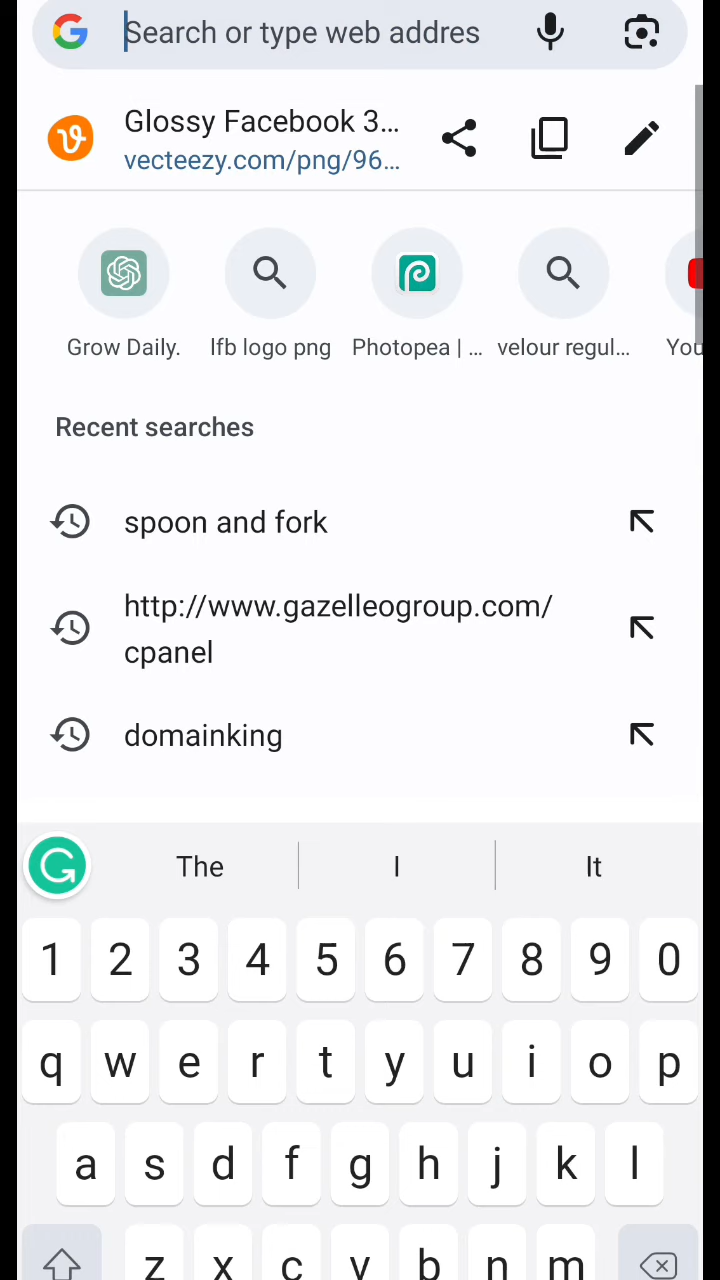 Search or type web addres
Glossy Facebook 3...
vecteezy.com/png/96...
Grow Daily.
lfb logo png
Photopea | ...
velour regul...
You
Recent searches
spoon and fork
http://www.gazelleogroup.com/
cpanel
domainking
The
I
It
1 2 3 4 5 6 7 8 9 0
q w e r t y u i o p
a s d f g h j k l
z x c v b n m